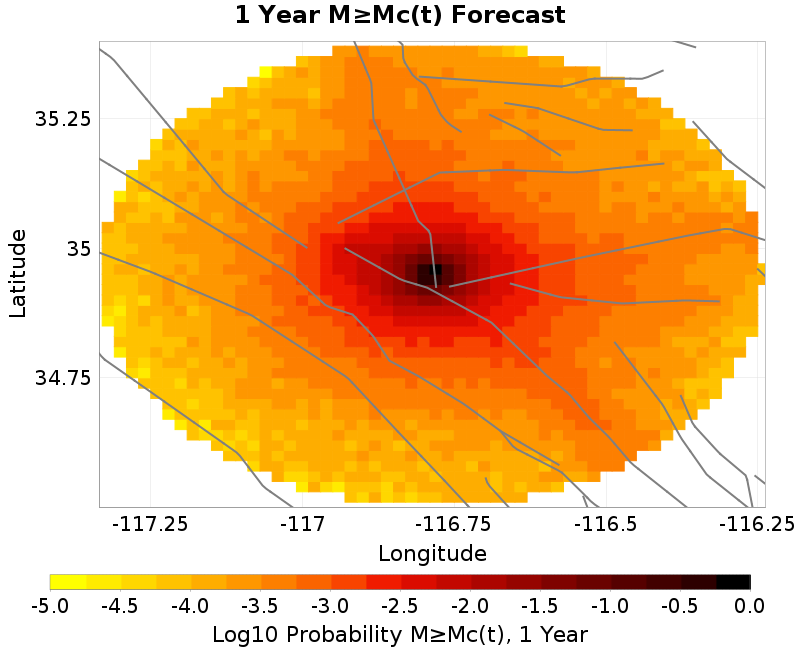 1 Year M≥Mc(t) Forecast
35.25
35
34.75
Latitude
-117.25 -117 -116.75 -116.5 -116.25
Longitude
-5.0 -4.5 -4.0 -3.5 -3.0 -2.5 -2.0 -1.5 -1.0 -0.5 0.0
Log10 Probability M≥Mc(t), 1 Year